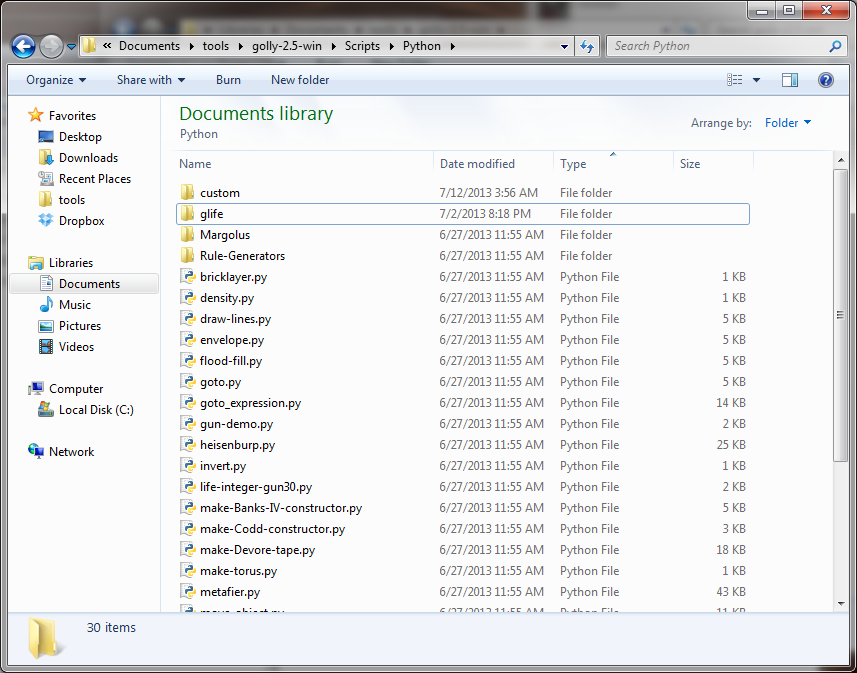 « Documents ▸ tools ▸ golly-2.5-win ▸ Scripts ▸ Python ▸ Search Python
Organize Share with Burn New folder
Favorites
Desktop
Downloads
Recent Places
tools
Dropbox
Libraries
Documents
Music
Pictures
Videos
Computer
Local Disk (C:)
Network
Documents library
Python
Arrange by: Folder
Name Date modified Type Size
custom 7/12/2013 3:56 AM File folder
glife 7/2/2013 8:18 PM File folder
Margolus 6/27/2013 11:55 AM File folder
Rule-Generators 6/27/2013 11:55 AM File folder
bricklayer.py 6/27/2013 11:55 AM Python File 1 KB
density.py 6/27/2013 11:55 AM Python File 1 KB
draw-lines.py 6/27/2013 11:55 AM Python File 5 KB
envelope.py 6/27/2013 11:55 AM Python File 5 KB
flood-fill.py 6/27/2013 11:55 AM Python File 5 KB
goto.py 6/27/2013 11:55 AM Python File 5 KB
goto_expression.py 6/27/2013 11:55 AM Python File 14 KB
gun-demo.py 6/27/2013 11:55 AM Python File 2 KB
heisenburp.py 6/27/2013 11:55 AM Python File 25 KB
invert.py 6/27/2013 11:55 AM Python File 1 KB
life-integer-gun30.py 6/27/2013 11:55 AM Python File 2 KB
make-Banks-IV-constructor.py 6/27/2013 11:55 AM Python File 5 KB
make-Codd-constructor.py 6/27/2013 11:55 AM Python File 3 KB
make-Devore-tape.py 6/27/2013 11:55 AM Python File 18 KB
make-torus.py 6/27/2013 11:55 AM Python File 1 KB
metafier.py 6/27/2013 11:55 AM Python File 43 KB
move-object.py 6/27/2013 11:55 AM Python File 11 KB
30 items